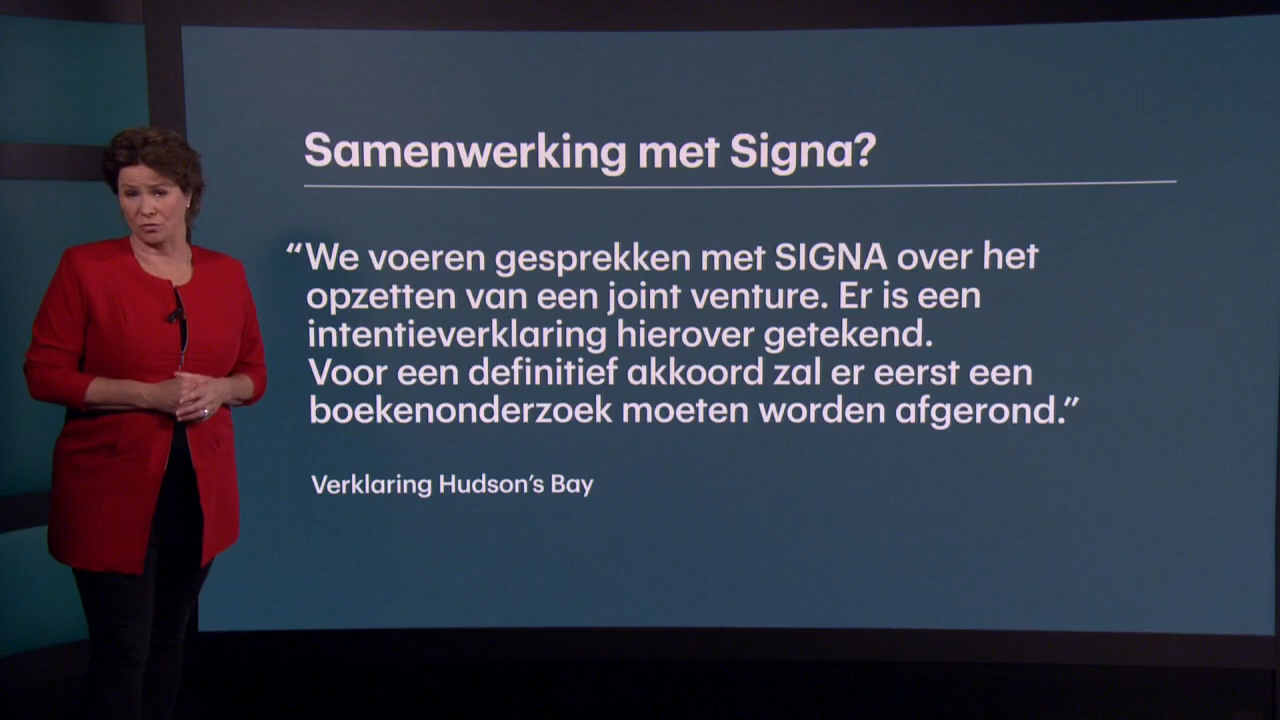 Samenwerking met Signa?
“We voeren gesprekken met SIGNA over het
opzetten van een joint venture. Er is een
intentieverklaring hierover getekend.
Voor een definitief akkoord zal er eerst een
boekenonderzoek moeten worden afgerond.”
Verklaring Hudson’s Bay